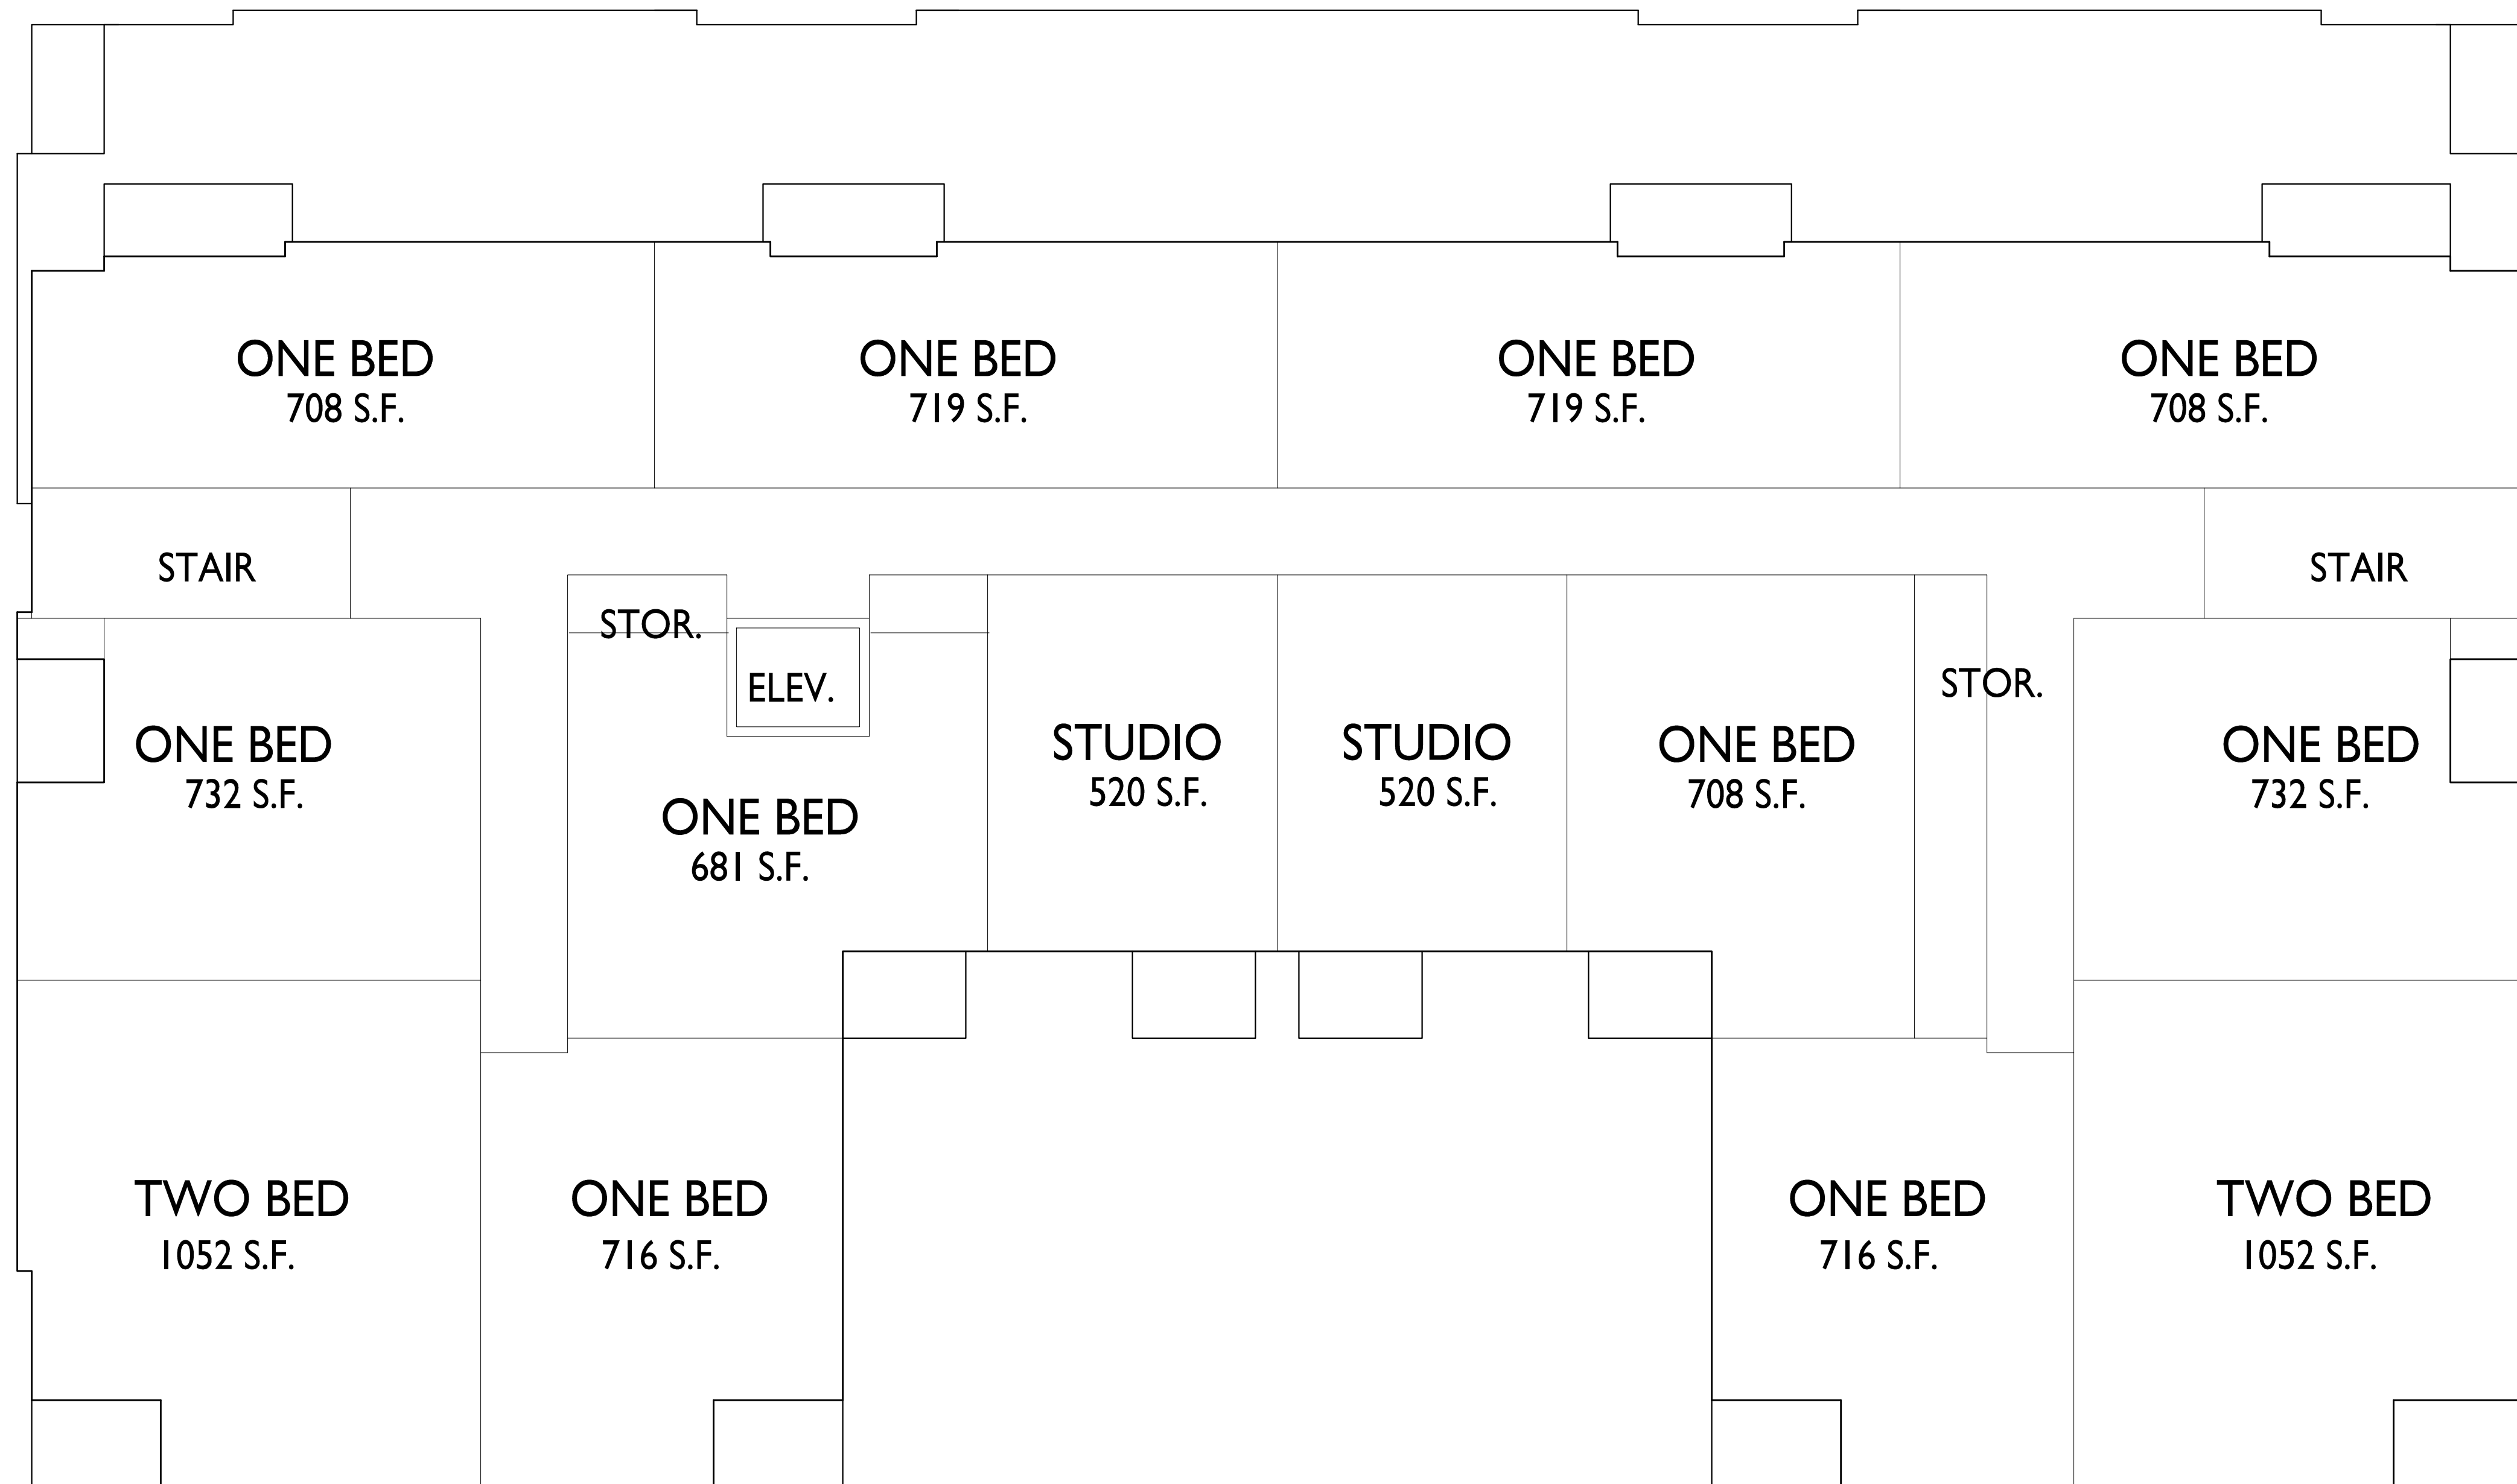 ONE BED
708 S.F.
ONE BED
719 S.F.
ONE BED
719 S.F.
ONE BED
708 S.F.
STAIR
STAIR
STOR.
ELEV.
STOR.
ONE BED
732 S.F.
ONE BED
681 S.F.
STUDIO
520 S.F.
STUDIO
520 S.F.
ONE BED
708 S.F.
ONE BED
732 S.F.
TWO BED
1052 S.F.
ONE BED
716 S.F.
ONE BED
716 S.F.
TWO BED
1052 S.F.